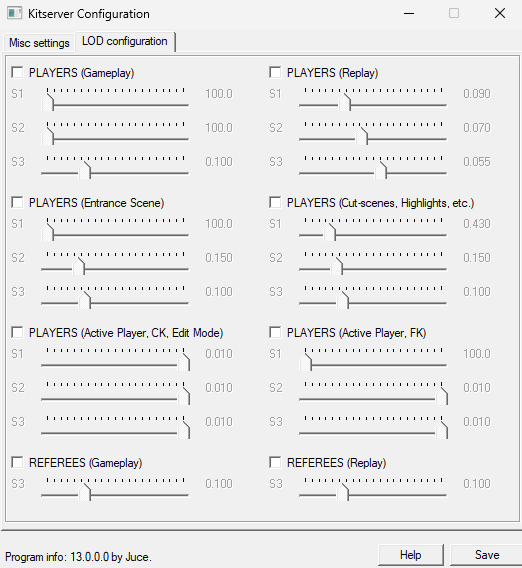 Kitserver Configuration
Misc settings LOD configuration
PLAYERS (Gameplay) PLAYERS (Replay)
S1 100.0 S1 0.090
S2 100.0 S2 0.070
S3 0.100 S3 0.055
PLAYERS (Entrance Scene) PLAYERS (Cut-scenes, Highlights, etc.)
S1 100.0 S1 0.430
S2 0.150 S2 0.150
S3 0.100 S3 0.100
PLAYERS (Active Player, CK, Edit Mode) PLAYERS (Active Player, FK)
S1 0.010 S1 100.0
S2 0.010 S2 0.010
S3 0.010 S3 0.010
REFEREES (Gameplay) REFEREES (Replay)
S3 0.100 S3 0.100
Program info: 13.0.0.0 by Juce. Help Save